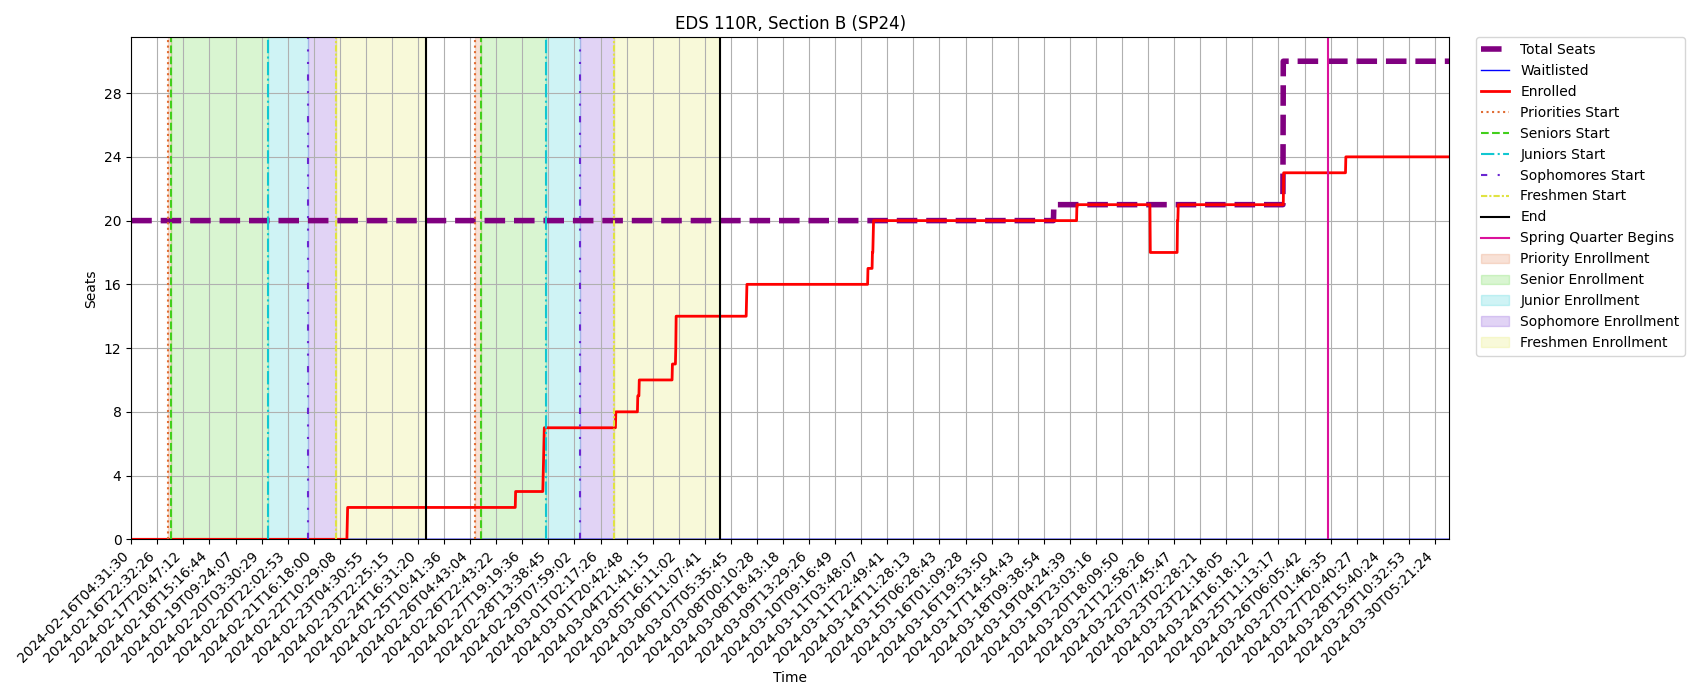 EDS 110R, Section B (SP24)
Seats
28
24
20
16
12
8
4
0
2024-02-16T04:31:30
2024-02-16T22:32:26
2024-02-17T20:47:12
2024-02-18T15:16:44
2024-02-19T09:24:07
2024-02-20T03:30:29
2024-02-20T22:02:53
2024-02-21T16:18:00
2024-02-22T10:29:08
2024-02-23T04:30:55
2024-02-23T22:25:15
2024-02-24T16:31:20
2024-02-25T10:41:36
2024-02-26T04:43:04
2024-02-26T22:43:22
2024-02-27T19:19:36
2024-02-28T13:38:45
2024-02-29T07:59:02
2024-03-01T02:17:26
2024-03-01T20:42:48
2024-03-04T21:41:15
2024-03-05T16:11:02
2024-03-06T11:07:41
2024-03-07T05:35:45
2024-03-08T00:10:28
2024-03-08T18:43:18
2024-03-09T13:29:26
2024-03-10T09:16:49
2024-03-11T03:48:07
2024-03-11T22:49:41
2024-03-14T11:28:13
2024-03-15T06:28:43
2024-03-16T01:09:28
2024-03-16T19:53:50
2024-03-17T14:54:43
2024-03-18T09:38:54
2024-03-19T04:24:39
2024-03-19T23:03:16
2024-03-20T18:09:50
2024-03-21T12:58:26
2024-03-22T07:45:47
2024-03-23T02:28:21
2024-03-23T21:18:05
2024-03-24T16:18:12
2024-03-25T11:13:17
2024-03-26T06:05:42
2024-03-27T01:46:35
2024-03-27T20:40:27
2024-03-28T15:40:24
2024-03-29T10:32:53
2024-03-30T05:21:24
Time
Total Seats
Waitlisted
Enrolled
Priorities Start
Seniors Start
Juniors Start
Sophomores Start
Freshmen Start
End
Spring Quarter Begins
Priority Enrollment
Senior Enrollment
Junior Enrollment
Sophomore Enrollment
Freshmen Enrollment